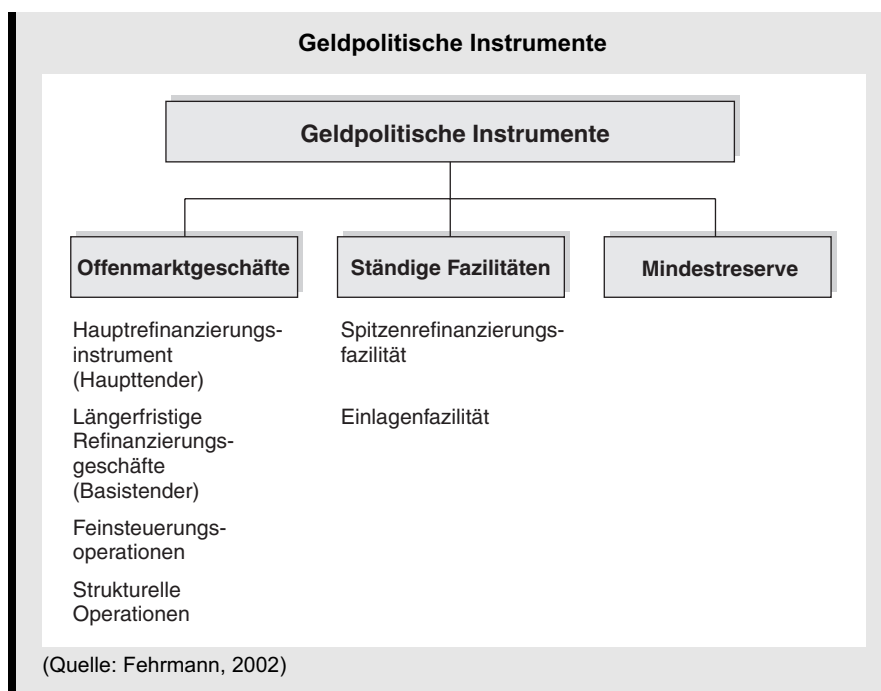 Geldpolitische Instrumente
Geldpolitische Instrumente
Offenmarktgeschäfte
Ständige Fazilitäten
Mindestreserve
Hauptrefinanzierungs-
instrument
(Haupttender)
Längerfristige
Refinanzierungs-
geschäfte
(Basistender)
Feinsteuerungs-
operationen
Strukturelle
Operationen
Spitzenrefinanzierungs-
fazilität
Einlagenfazilität
(Quelle: Fehrmann, 2002)